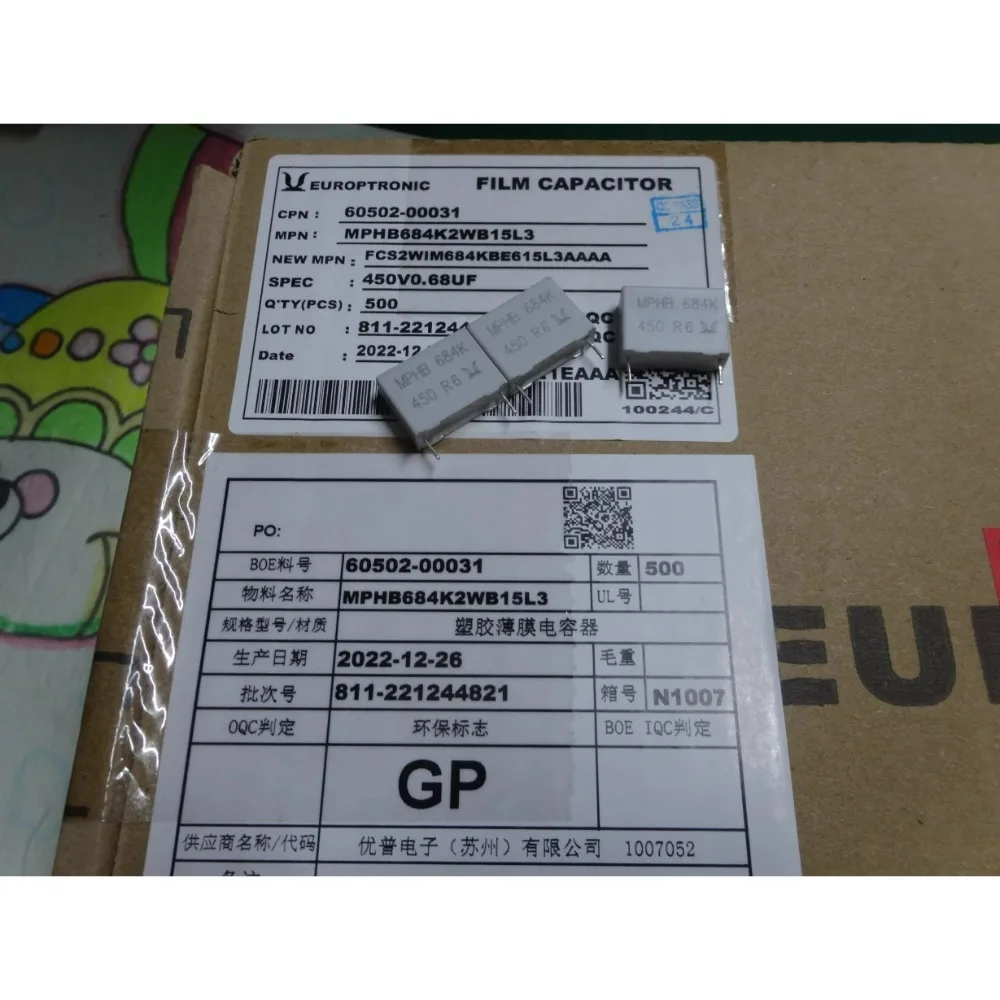 EUROPTRONIC FILM CAPACITOR
CPN: 60502-00031
MPN: MPHB684K2WB15L3
NEW MPN: FCS2WIM684KBE615L3AAAA
SPEC : 450V0.68UF
Q'TY(PCS): 500
QC
LOT NO : 811-221244
Date : 2022-12
24
100244/C
MPHB 684K
450 R6
MPHB 684K
450 R6
MPHB 684K
450 R6
PO:
BOE料号 60502-00031 数量 500
物料名称 MPHB684K2WB15L3 UL号
规格型号/材质 塑胶薄膜电容器
生产日期 2022-12-26 毛重
批次号 811-221244821 箱号 N1007
OQC判定 环保标志 BOE IQC判定
GP
供应商名称/代码 优普电子（苏州）有限公司 1007052
EU